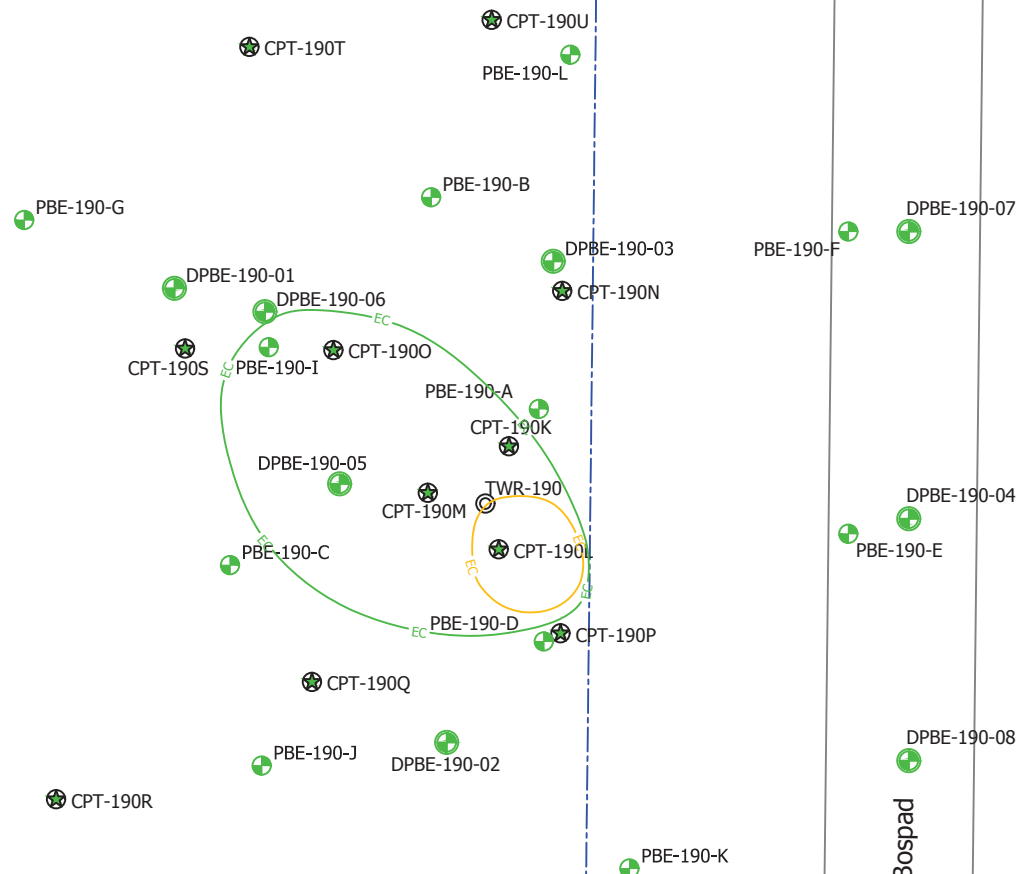 CPT-190U
CPT-190T
PBE-190-L
PBE-190-B
PBE-190-G
DPBE-190-07
PBE-190-F
DPBE-190-03
DPBE-190-01
CPT-190N
DPBE-190-06
EC
CPT-190O
CPT-190S
PBE-190-I
EC
PBE-190-A
EC
CPT-190K
DPBE-190-05
TWR-190
CPT-190M
DPBE-190-04
EC
EC
CPT-190L
PBE-190-C
PBE-190-E
EC
EC
PBE-190-D
EC
CPT-190P
CPT-190Q
DPBE-190-08
PBE-190-J
DPBE-190-02
CPT-190R
Bospad
PBE-190-K